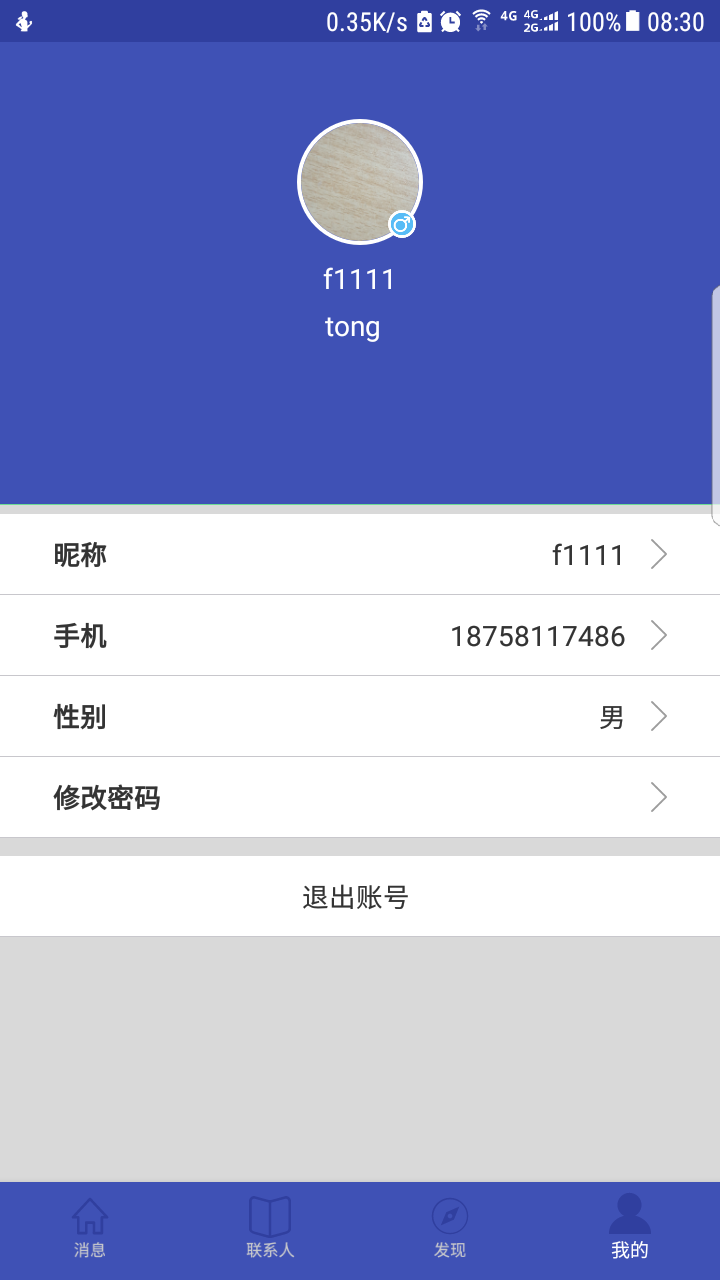 0.35K/s 4G 4G 2G 100% 08:30
f1111
tong
昵称 f1111
手机 18758117486
性别 男
修改密码
退出账号
消息 联系人 发现 我的